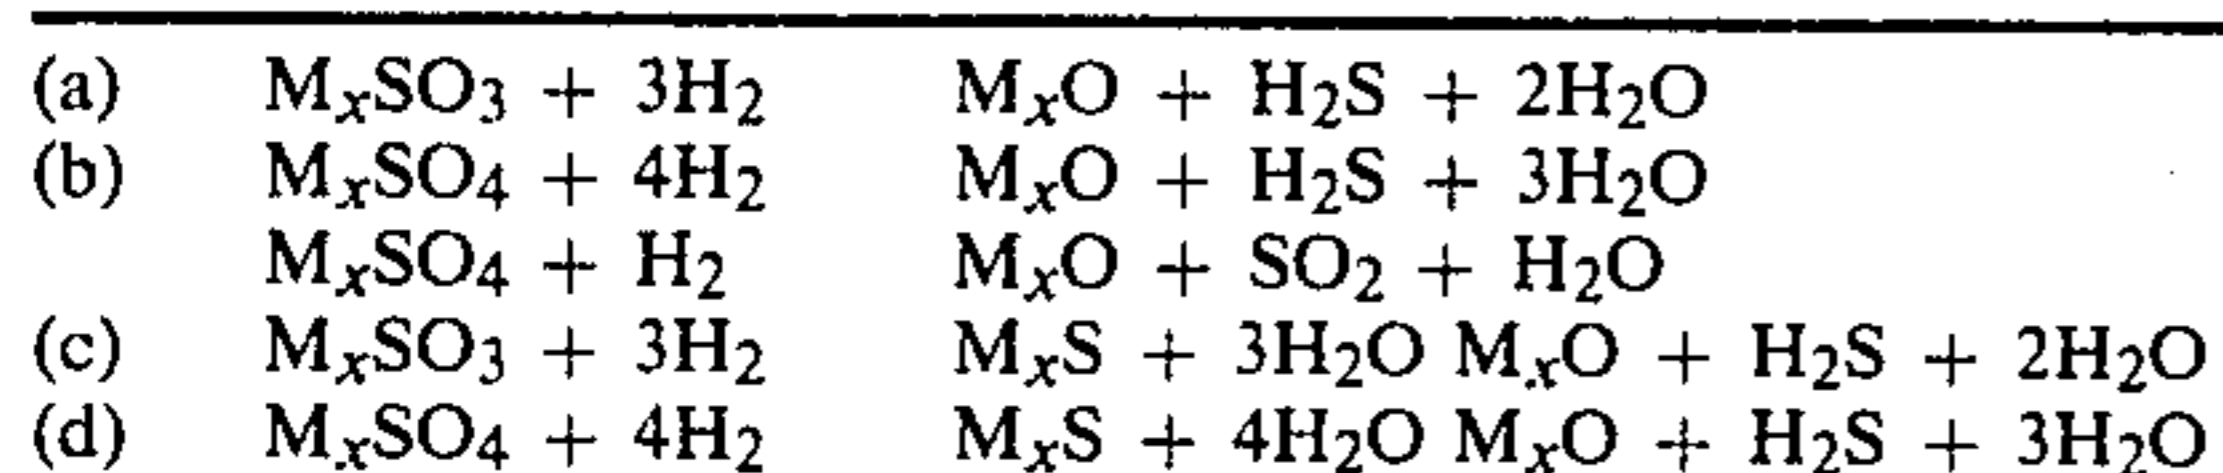 (a) MₓSO₃ + 3H₂ MₓO + H₂S + 2H₂O
(b) MₓSO₄ + 4H₂ MₓO + H₂S + 3H₂O
MₓSO₄ + H₂ MₓO + SO₂ + H₂O
(c) MₓSO₃ + 3H₂ MₓS + 3H₂O MₓO + H₂S + 2H₂O
(d) MₓSO₄ + 4H₂ MₓS + 4H₂O MₓO + H₂S + 3H₂O